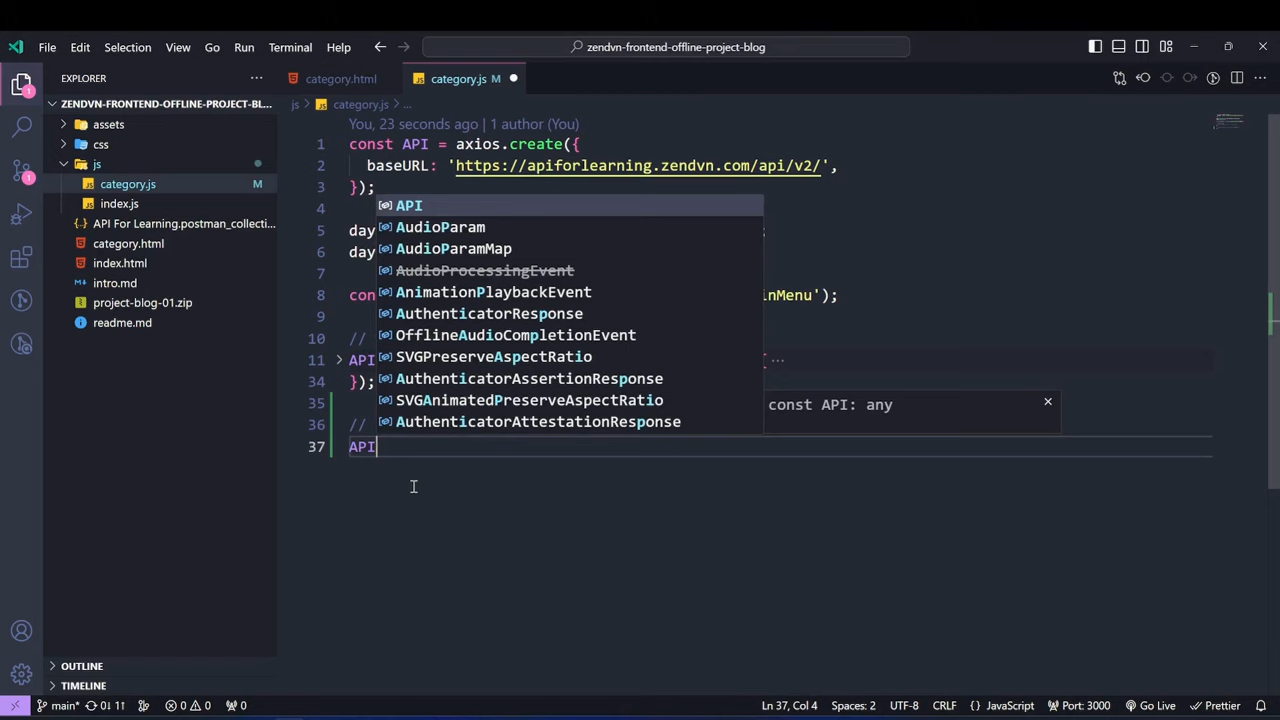 File Edit Selection View Go Run Terminal Help
zendvn-frontend-offline-project-blog
EXPLORER
category.html
category.js M
ZENDVN-FRONTEND-OFFLINE-PROJECT-BL...
assets
css
js
category.js M
index.js
API For Learning.postman_collecti...
category.html
index.html
intro.md
project-blog-01.zip
readme.md
OUTLINE
TIMELINE
js > category.js > ...
You, 23 seconds ago | 1 author (You)
1 const API = axios.create({
2 baseURL: 'https://apiforlearning.zendvn.com/api/v2/',
3 });
4
5 day
6 day
7
8 con inMenu');
9
10 //
11 API ...
34 });
35
36 //
37 API
API
AudioParam
AudioParamMap
AudioProcessingEvent
AnimationPlaybackEvent
AuthenticatorResponse
OfflineAudioCompletionEvent
SVGPreserveAspectRatio
AuthenticatorAssertionResponse
SVGAnimatedPreserveAspectRatio
AuthenticatorAttestationResponse
const API: any
main* 0↓ 1↑ 0 0 0 Ln 37, Col 4 Spaces: 2 UTF-8 CRLF {} JavaScript Port: 3000 Go Live Prettier